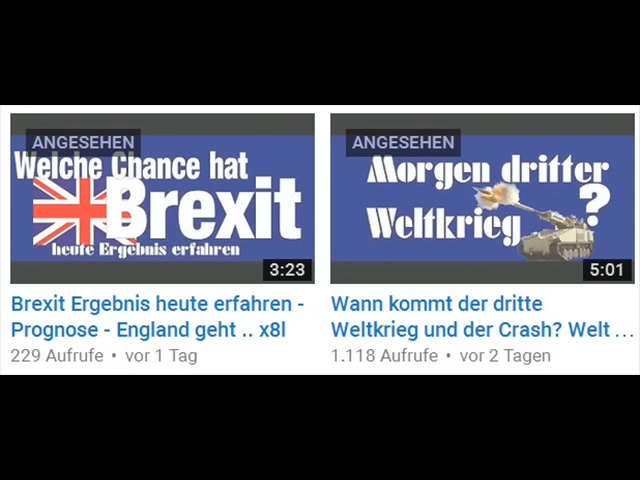 ANGESEHEN
Welche Chance hat
Brexit
heute Ergebnis erfahren
3:23
Brexit Ergebnis heute erfahren -
Prognose - England geht .. x8l
229 Aufrufe • vor 1 Tag
ANGESEHEN
Morgen dritter
Weltkrieg ?
5:01
Wann kommt der dritte
Weltkrieg und der Crash? Welt ...
1.118 Aufrufe • vor 2 Tagen